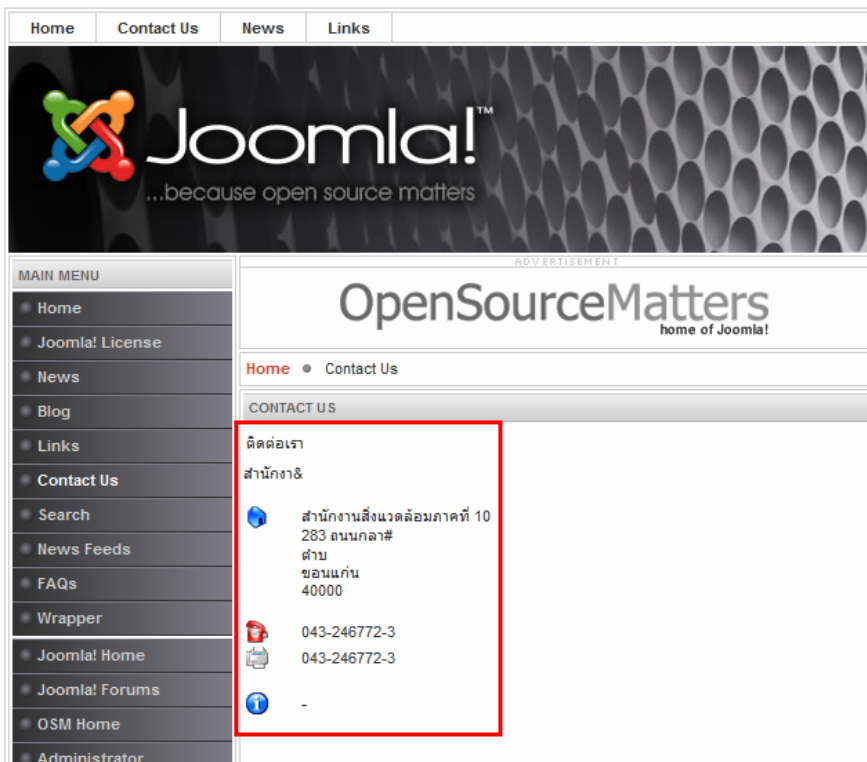 Home Contact Us News Links
Joomla!™
...because open source matters
ADVERTISEMENT
OpenSourceMatters
home of Joomla!
MAIN MENU
Home
Joomla! License
News
Blog
Links
Contact Us
Search
News Feeds
FAQs
Wrapper
Joomla! Home
Joomla! Forums
OSM Home
Administrator
Home Contact Us
CONTACT US
ติดต่อเรา
สำนักงา&
สำนักงานสิ่งแวดล้อมภาคที่ 10
283 ถนนกลา#
ตำบ
ขอนแก่น
40000
043-246772-3
043-246772-3
-